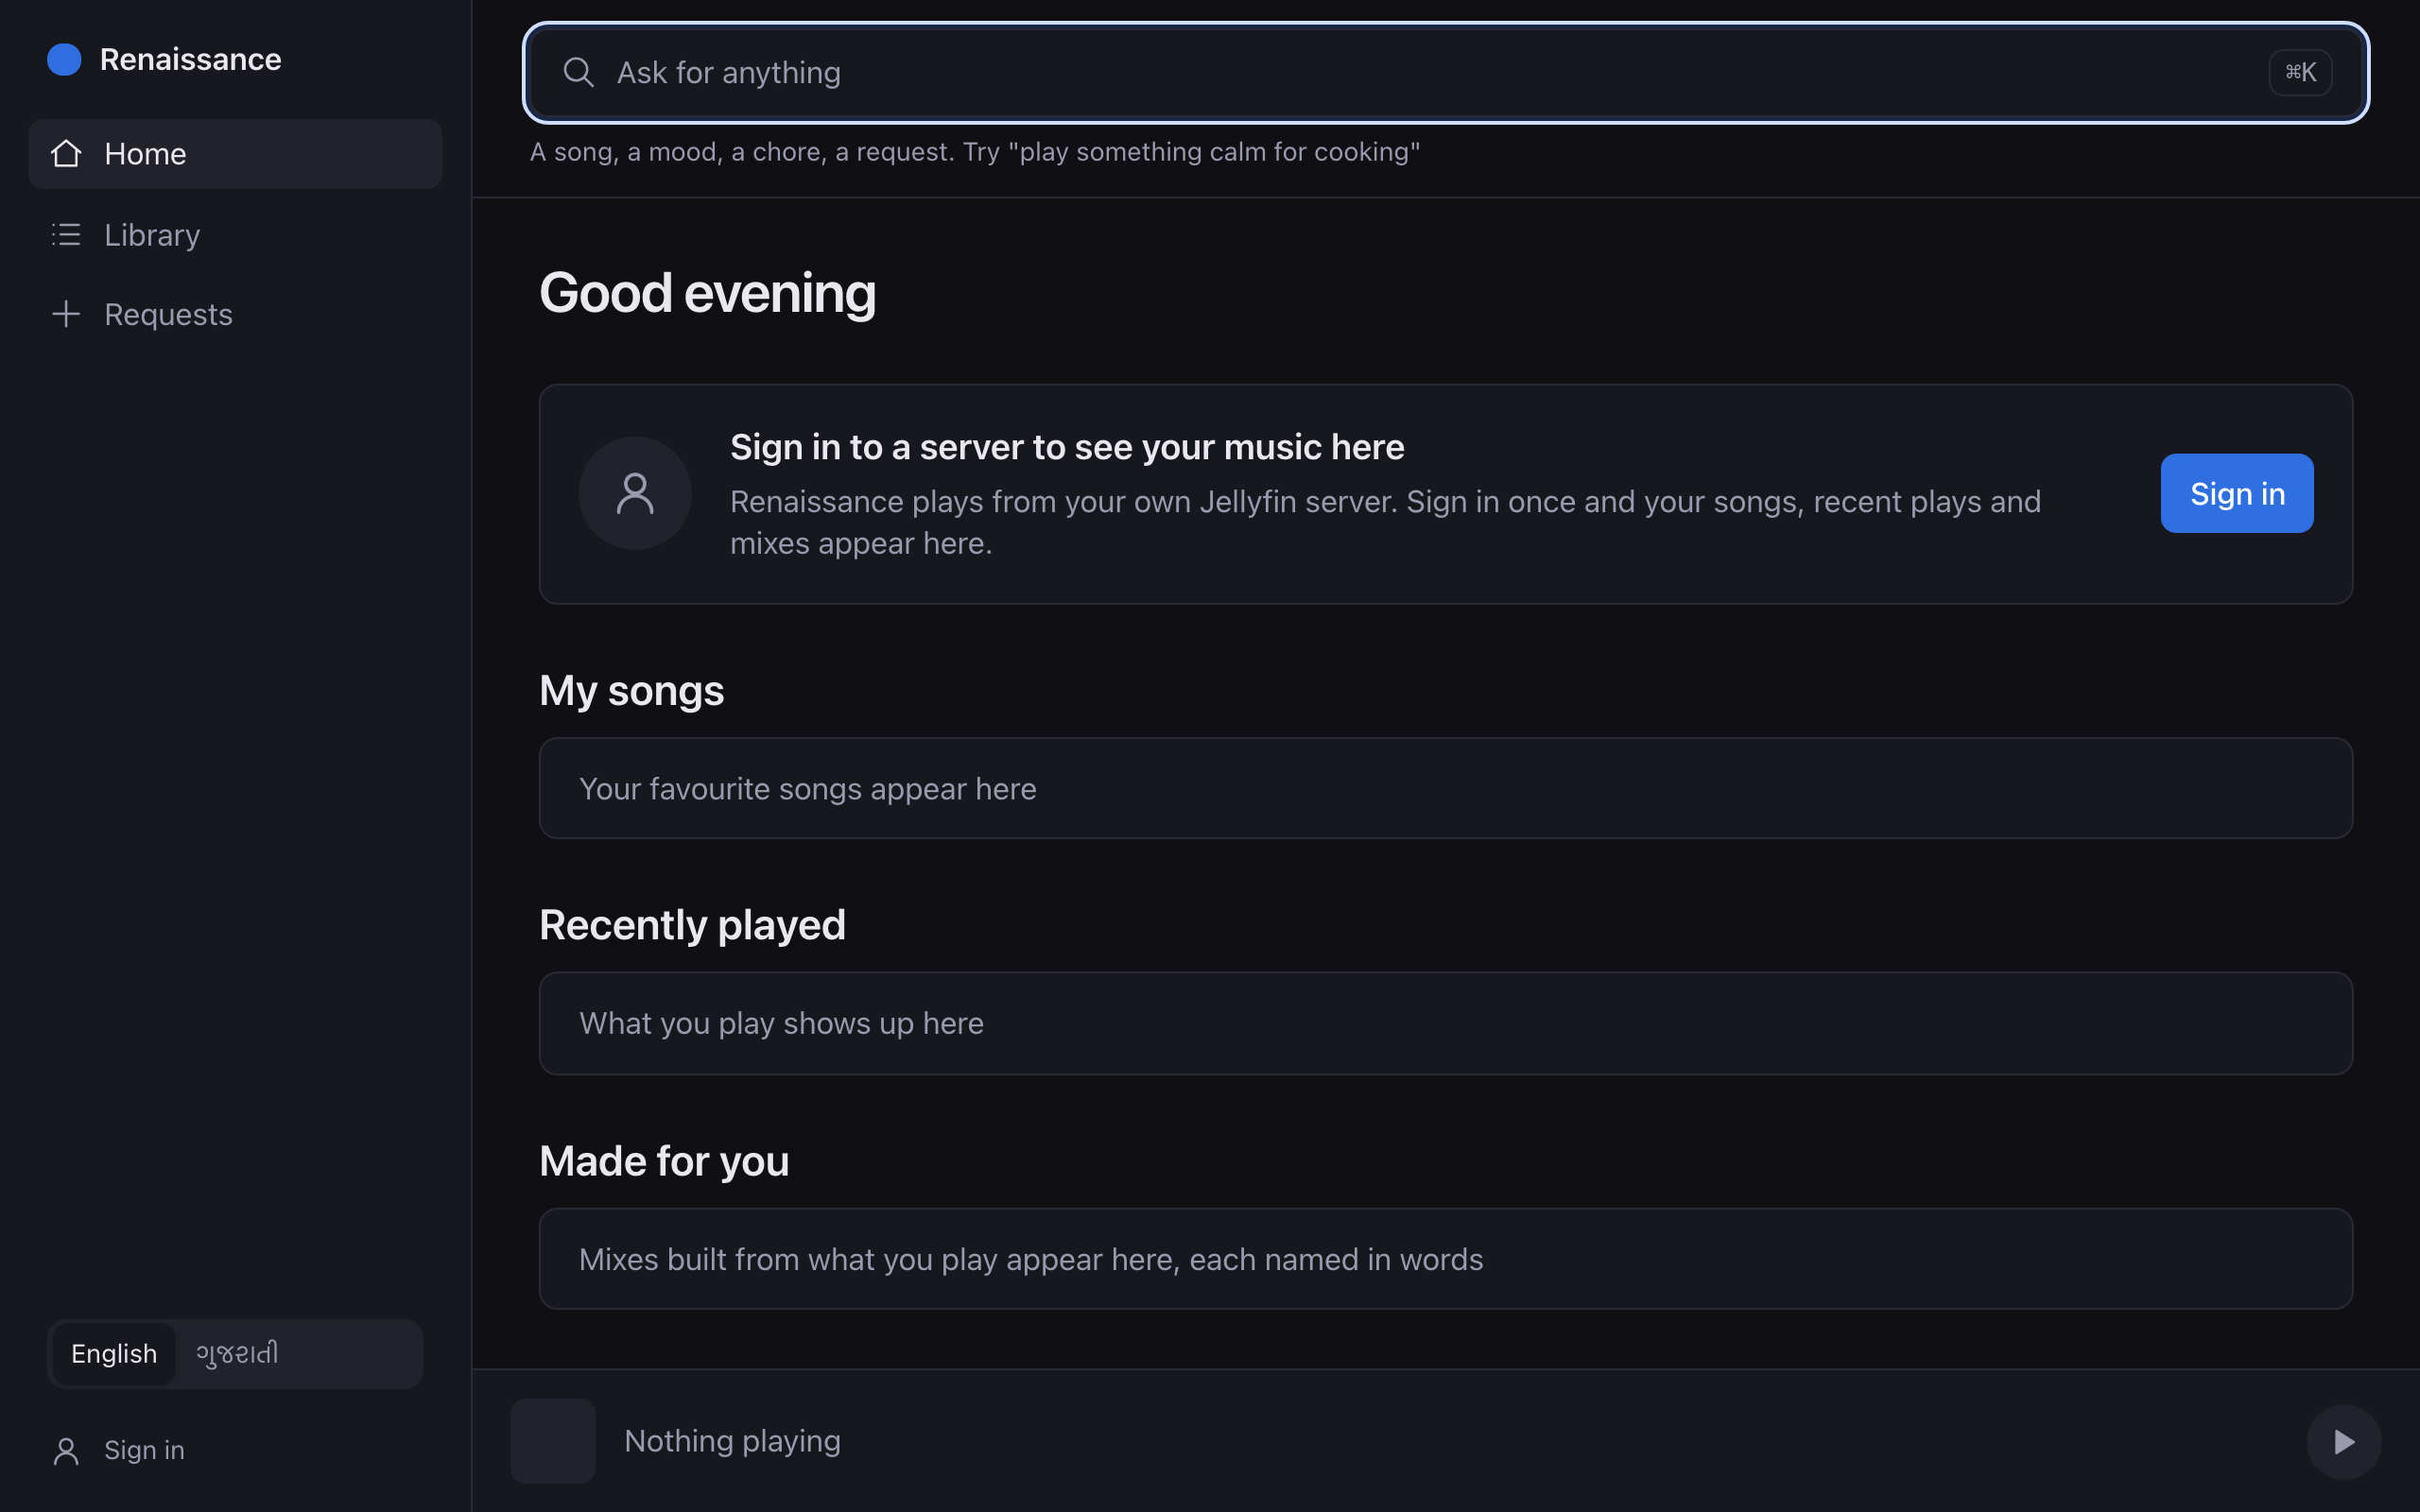 Renaissance
Home
Library
Requests
English
ગુજરાતી
Sign in
Ask for anything
⌘K
A song, a mood, a chore, a request. Try "play something calm for cooking"
Good evening
Sign in to a server to see your music here
Renaissance plays from your own Jellyfin server. Sign in once and your songs, recent plays and
mixes appear here.
Sign in
My songs
Your favourite songs appear here
Recently played
What you play shows up here
Made for you
Mixes built from what you play appear here, each named in words
Nothing playing